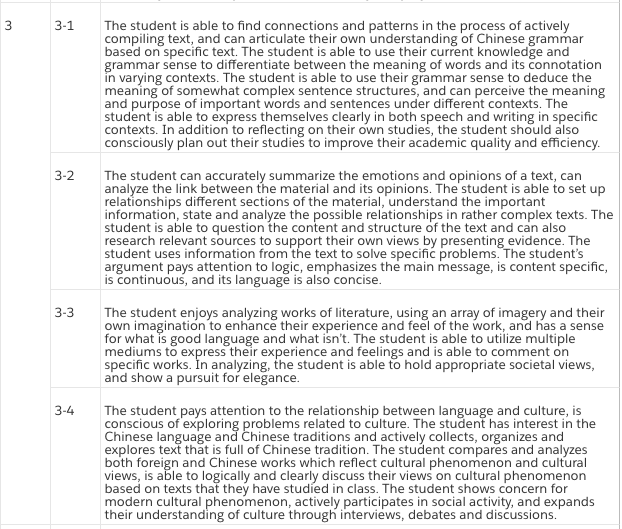 3
3-1
The student is able to find connections and patterns in the process of actively
compiling text, and can articulate their own understanding of Chinese grammar
based on specific text. The student is able to use their current knowledge and
grammar sense to differentiate between the meaning of words and its connotation
in varying contexts. The student is able to use their grammar sense to deduce the
meaning of somewhat complex sentence structures, and can perceive the meaning
and purpose of important words and sentences under different contexts. The
student is able to express themselves clearly in both speech and writing in specific
contexts. In addition to reflecting on their own studies, the student should also
consciously plan out their studies to improve their academic quality and efficiency.
3-2
The student can accurately summarize the emotions and opinions of a text, can
analyze the link between the material and its opinions. The student is able to set up
relationships different sections of the material, understand the important
information, state and analyze the possible relationships in rather complex texts. The
student is able to question the content and structure of the text and can also
research relevant sources to support their own views by presenting evidence. The
student uses information from the text to solve specific problems. The student's
argument pays attention to logic, emphasizes the main message, is content specific,
is continuous, and its language is also concise.
3-3
The student enjoys analyzing works of literature, using an array of imagery and their
own imagination to enhance their experience and feel of the work, and has a sense
for what is good language and what isn't. The student is able to utilize multiple
mediums to express their experience and feelings and is able to comment on
specific works. In analyzing, the student is able to hold appropriate societal views,
and show a pursuit for elegance.
3-4
The student pays attention to the relationship between language and culture, is
conscious of exploring problems related to culture. The student has interest in the
Chinese language and Chinese traditions and actively collects, organizes and
explores text that is full of Chinese tradition. The student compares and analyzes
both foreign and Chinese works which reflect cultural phenomenon and cultural
views, is able to logically and clearly discuss their views on cultural phenomenon
based on texts that they have studied in class. The student shows concern for
modern cultural phenomenon, actively participates in social activity, and expands
their understanding of culture through interviews, debates and discussions.